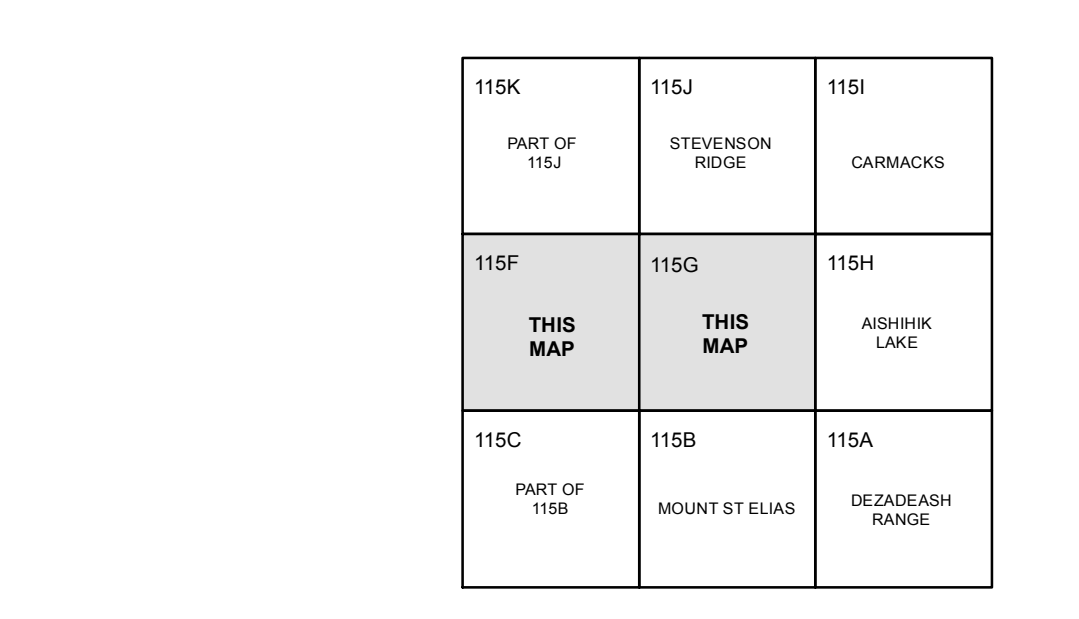 115K
PART OF
115J
115J
STEVENSON
RIDGE
115I
CARMACKS
115F
THIS
MAP
115G
THIS
MAP
115H
AISHIHIK
LAKE
115C
PART OF
115B
115B
MOUNT ST ELIAS
115A
DEZADEASH
RANGE